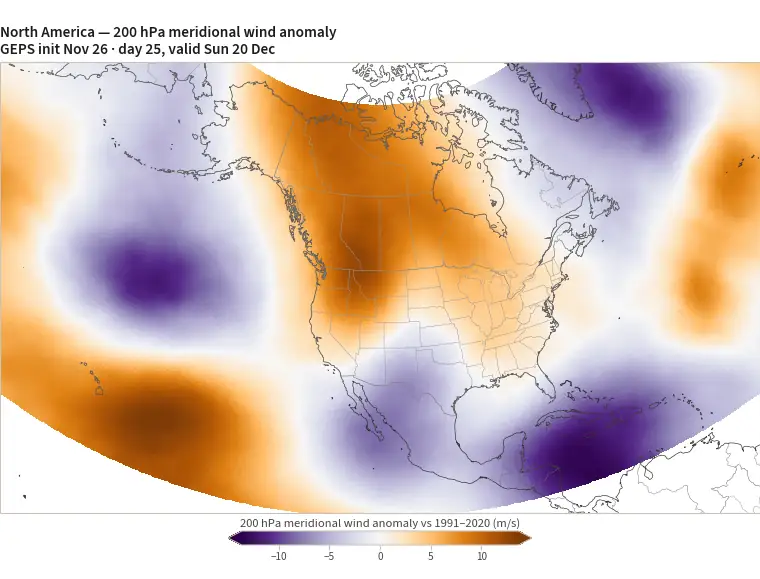 North America — 200 hPa meridional wind anomaly
GEPS init Nov 26 · day 25, valid Sun 20 Dec
200 hPa meridional wind anomaly vs 1991–2020 (m/s)
−10 −5 0 5 10